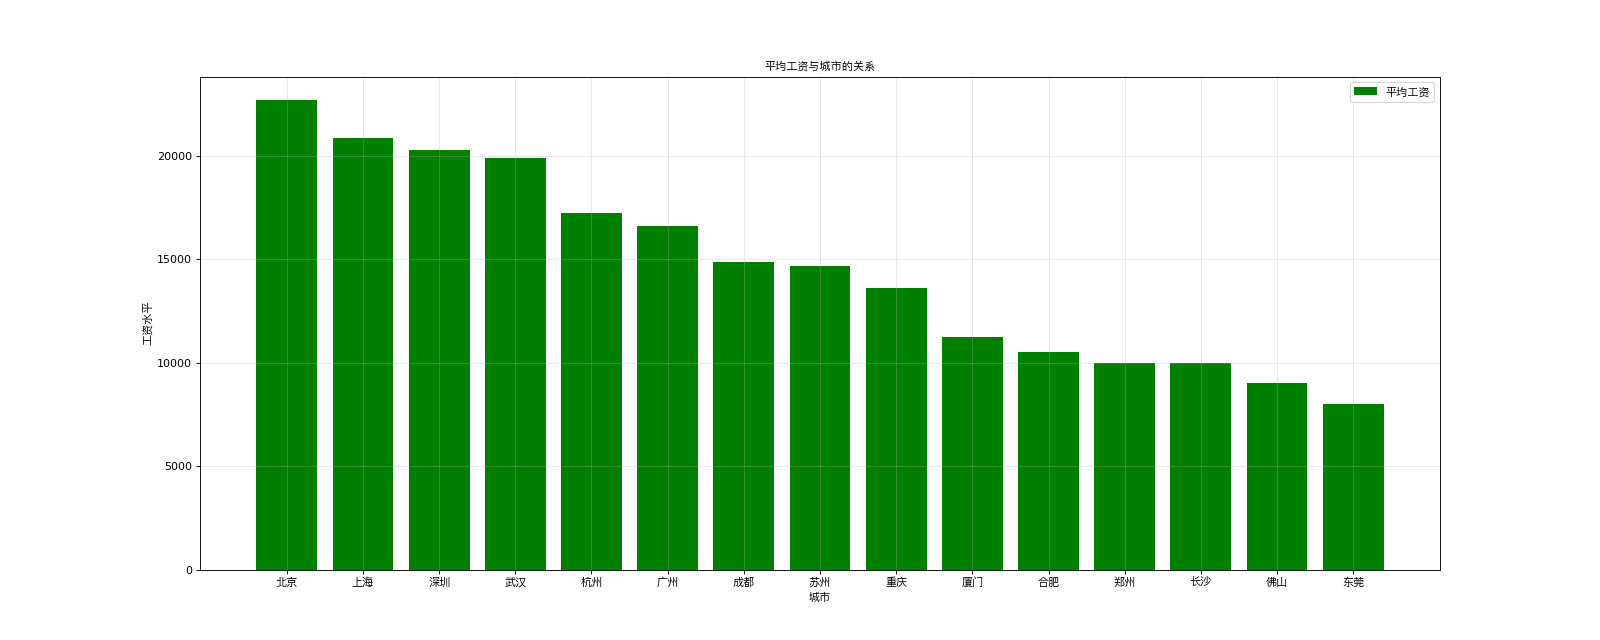 平均工资与城市的关系
平均工资
20000
15000
10000
5000
0
工资水平
北京 上海 深圳 武汉 杭州 广州 成都 苏州 重庆 厦门 合肥 郑州 长沙 佛山 东莞
城市